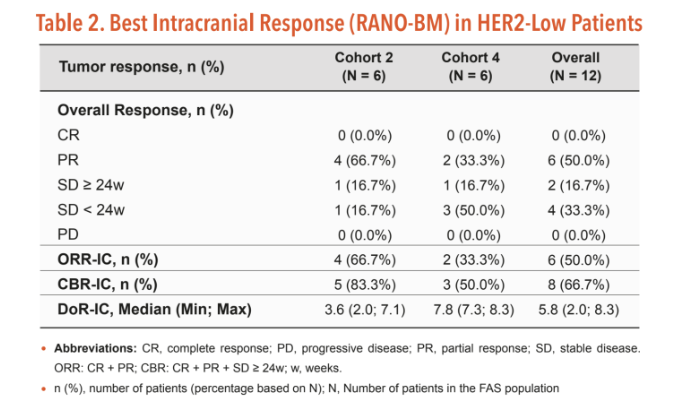 Table 2. Best Intracranial Response (RANO-BM) in HER2-Low Patients
Tumor response, n (%) Cohort 2 (N = 6) Cohort 4 (N = 6) Overall (N = 12)
Overall Response, n (%)
CR 0 (0.0%) 0 (0.0%) 0 (0.0%)
PR 4 (66.7%) 2 (33.3%) 6 (50.0%)
SD ≥ 24w 1 (16.7%) 1 (16.7%) 2 (16.7%)
SD < 24w 1 (16.7%) 3 (50.0%) 4 (33.3%)
PD 0 (0.0%) 0 (0.0%) 0 (0.0%)
ORR-IC, n (%) 4 (66.7%) 2 (33.3%) 6 (50.0%)
CBR-IC, n (%) 5 (83.3%) 3 (50.0%) 8 (66.7%)
DoR-IC, Median (Min; Max) 3.6 (2.0; 7.1) 7.8 (7.3; 8.3) 5.8 (2.0; 8.3)
• Abbreviations: CR, complete response; PD, progressive disease; PR, partial response; SD, stable disease.
ORR: CR + PR; CBR: CR + PR + SD ≥ 24w; w, weeks.
• n (%), number of patients (percentage based on N); N, Number of patients in the FAS population